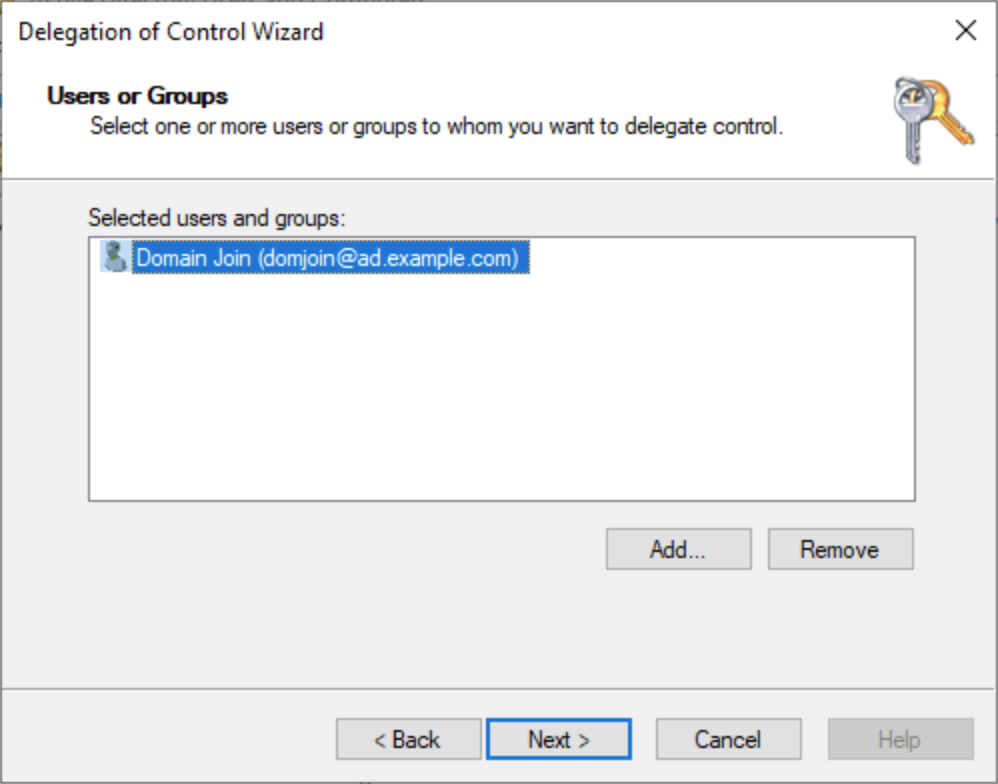 Delegation of Control Wizard
Users or Groups
Select one or more users or groups to whom you want to delegate control.
Selected users and groups:
Domain Join (domjoin@ad.example.com)
Add...
Remove
< Back
Next >
Cancel
Help